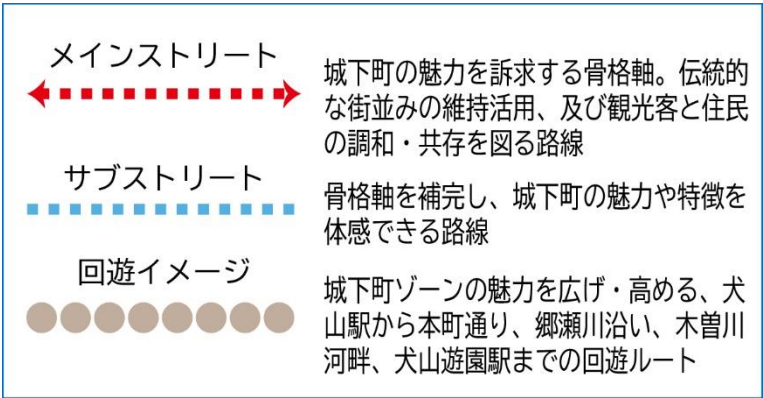 メインストリート
城下町の魅力を訴求する骨格軸。伝統的
な街並みの維持活用、及び観光客と住民
の調和・共存を図る路線
サブストリート
骨格軸を補完し、城下町の魅力や特徴を
体感できる路線
回遊イメージ
城下町ゾーンの魅力を広げ・高める、犬
山駅から本町通り、郷瀬川沿い、木曽川
河畔、犬山遊園駅までの回遊ルート